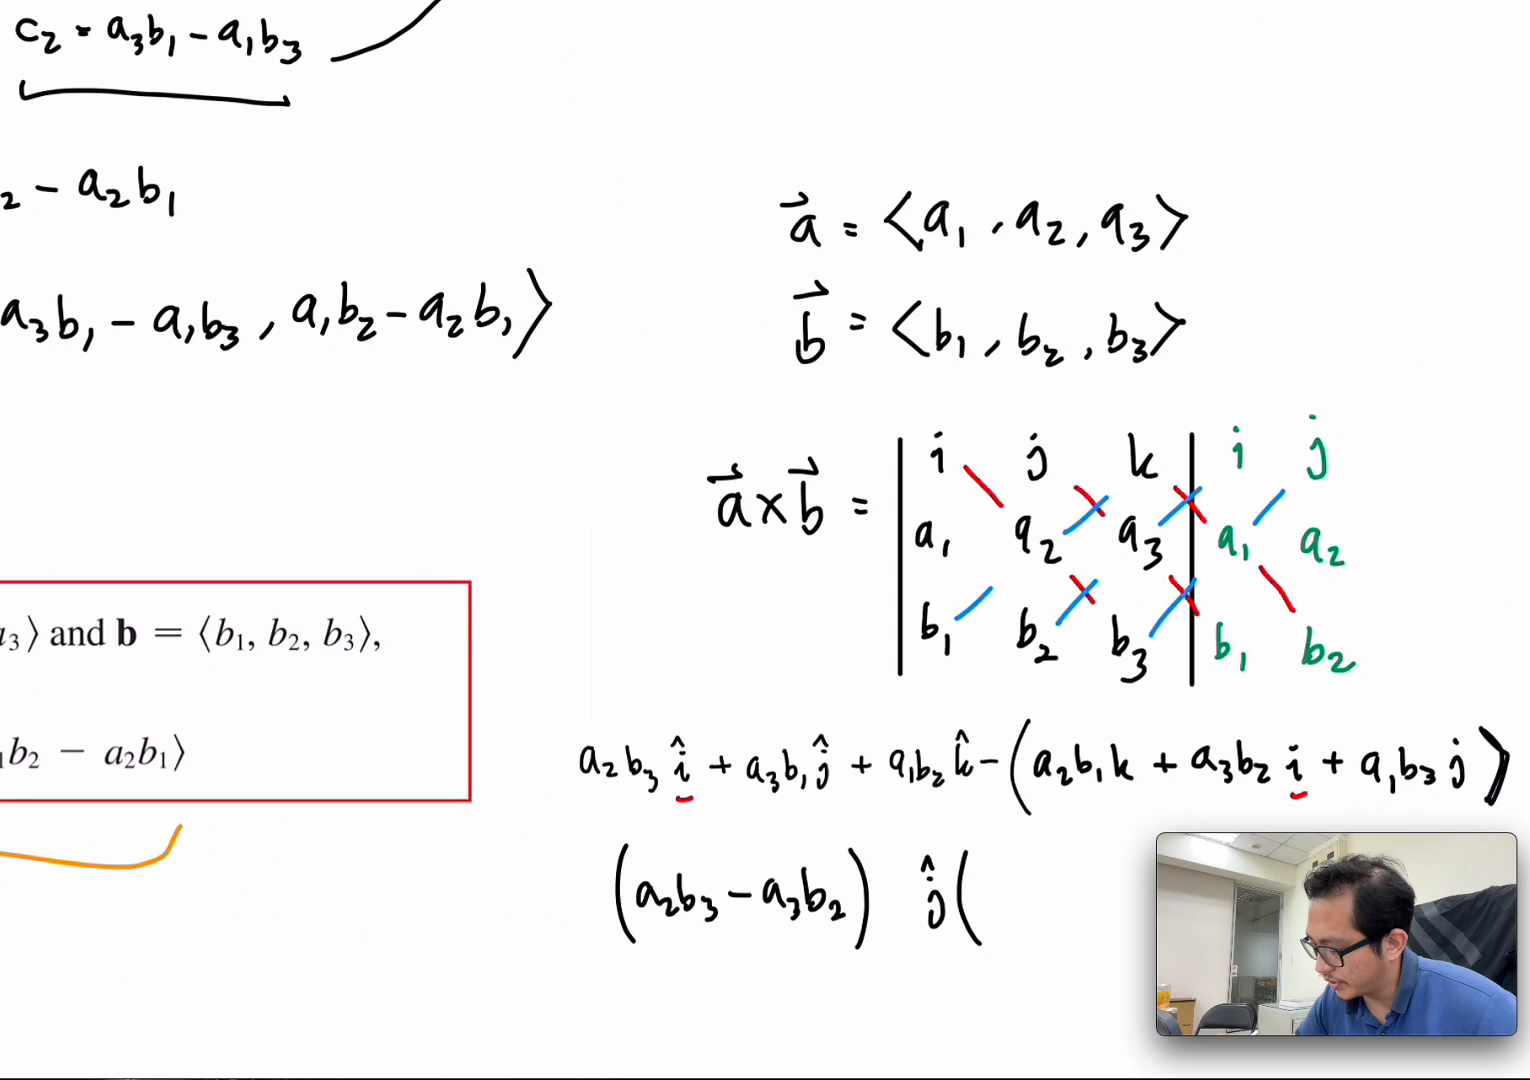 c₂ = a₃b₁ - a₁b₃
₂ - a₂b₁
a₃b₁ - a₁b₃ , a₁b₂ - a₂b₁⟩
a⃗ = ⟨a₁ , a₂, a₃⟩
b⃗ = ⟨b₁, b₂, b₃⟩
i j k | i j
a⃗ × b⃗ = | a₁ a₂ a₃ | a₁ a₂
b₁ b₂ b₃ | b₁ b₂
₃⟩ and b = ⟨b₁, b₂, b₃⟩,
₁b₂ − a₂b₁⟩
a₂b₃ î + a₃b₁ ĵ + a₁b₂ k̂ - (a₂b₁k + a₃b₂ i + a₁b₃ j)
(a₂b₃ - a₃b₂) ĵ(